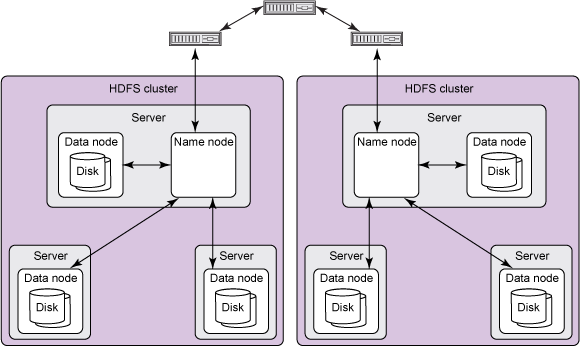 HDFS cluster
Server
Data node
Disk
Name node
Server
Data node
Disk
Server
Data node
Disk
HDFS cluster
Server
Name node
Data node
Disk
Server
Data node
Disk
Server
Data node
Disk